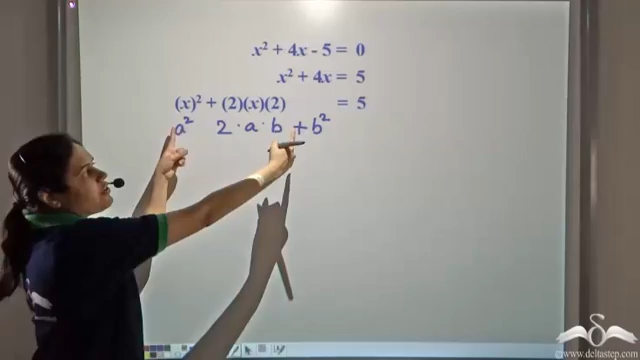 x² + 4x - 5 = 0
x² + 4x = 5
(x)² + (2)(x)(2) = 5
a² 2 · a · b + b²
www.deltastep.com